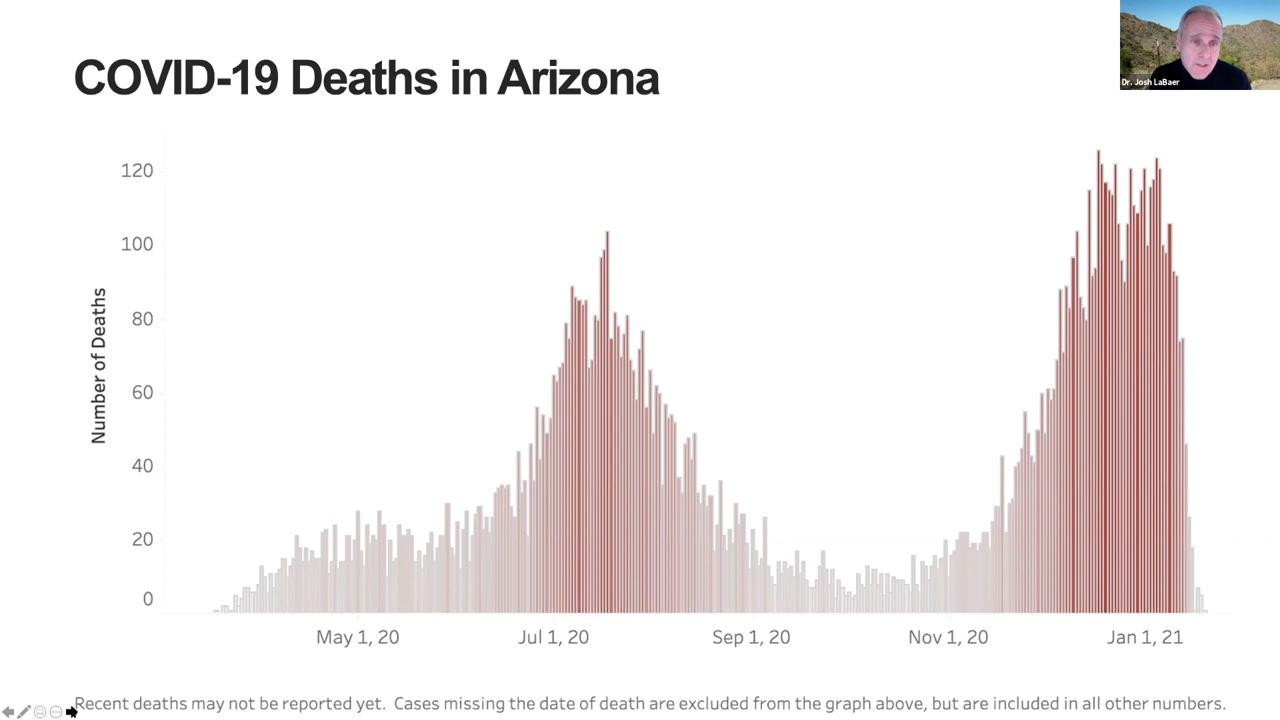 COVID-19 Deaths in Arizona
Dr. Josh LaBaer
Number of Deaths
120
100
80
60
40
20
0
May 1, 20
Jul 1, 20
Sep 1, 20
Nov 1, 20
Jan 1, 21
Recent deaths may not be reported yet. Cases missing the date of death are excluded from the graph above, but are included in all other numbers.